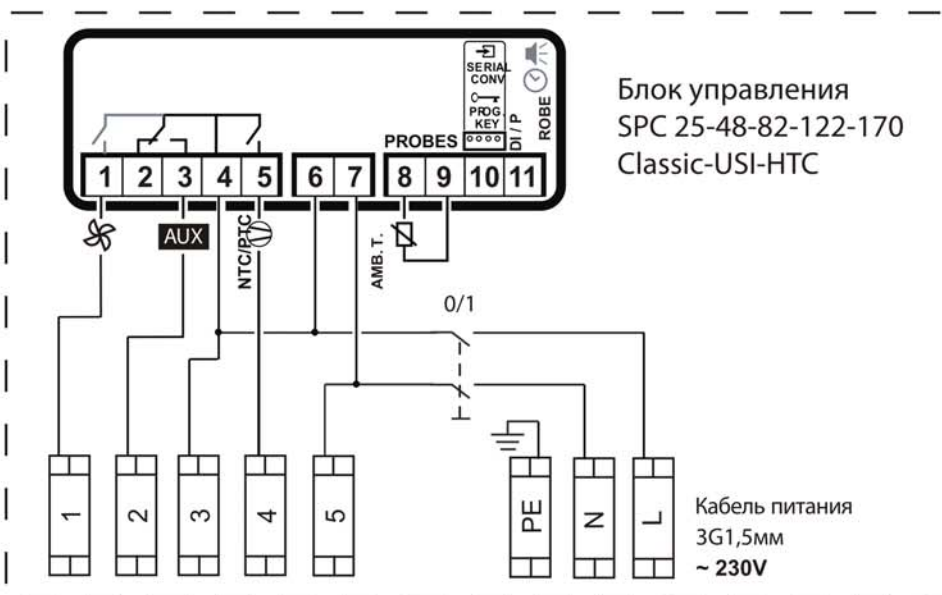 SERIAL
CONV
PROG.
KEY
DI / P
ROBE
PROBES
1 2 3 4 5 6 7 8 9 10 11
Блок управления
SPC 25-48-82-122-170
Classic-USI-HTC
AUX
NTC/PTC
AMB. T.
0/1
1 2 3 4 5 PE N L
Кабель питания
3G1,5мм
~ 230V